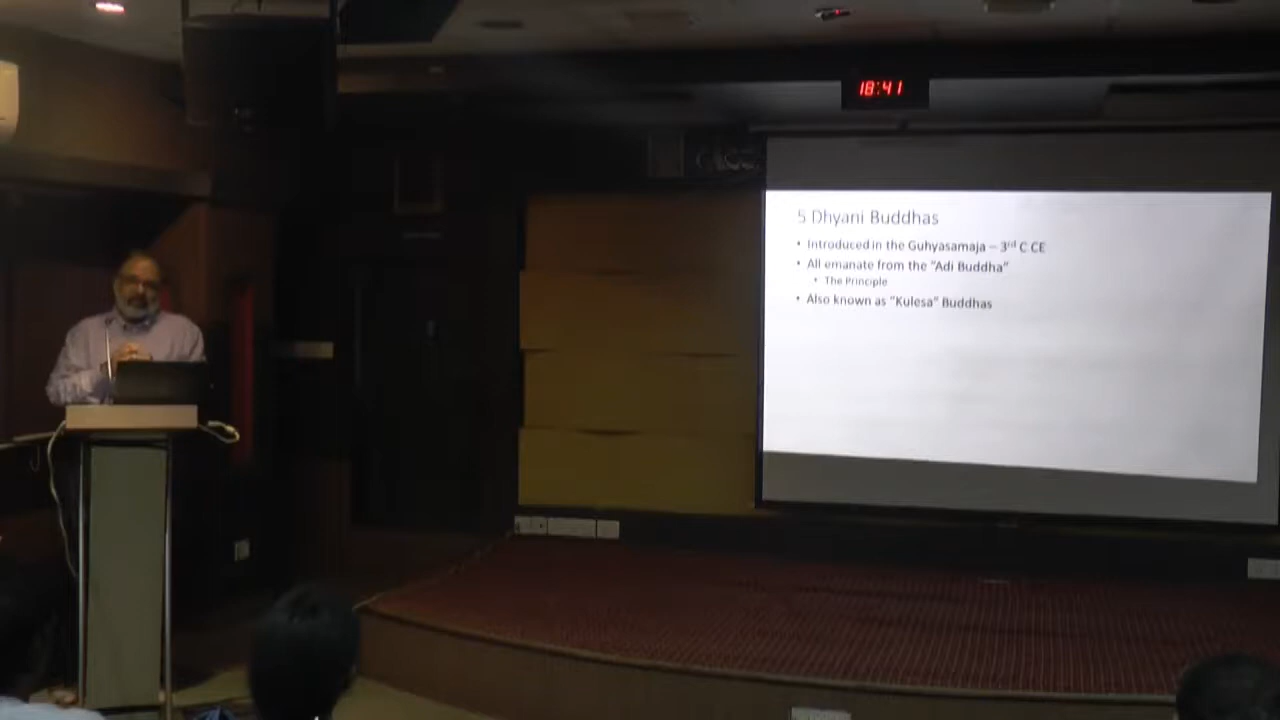 18:41
5 Dhyani Buddhas
• Introduced in the Guhyasamaja – 3rd C CE
• All emanate from the "Adi Buddha"
• The Principle
• Also known as "Kulesa" Buddhas